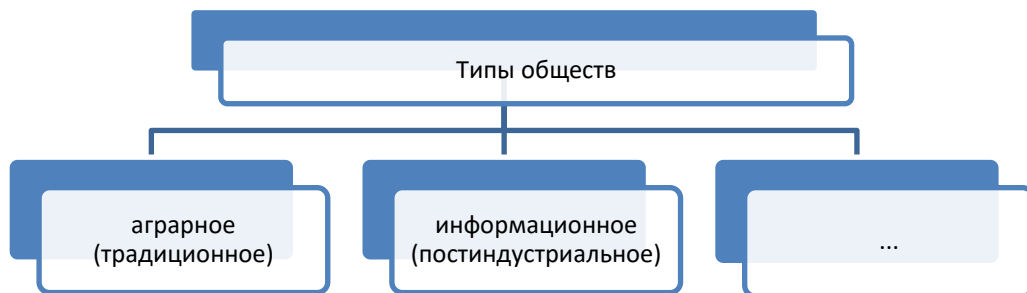 Типы обществ
аграрное
(традиционное)
информационное
(постиндустриальное)
...